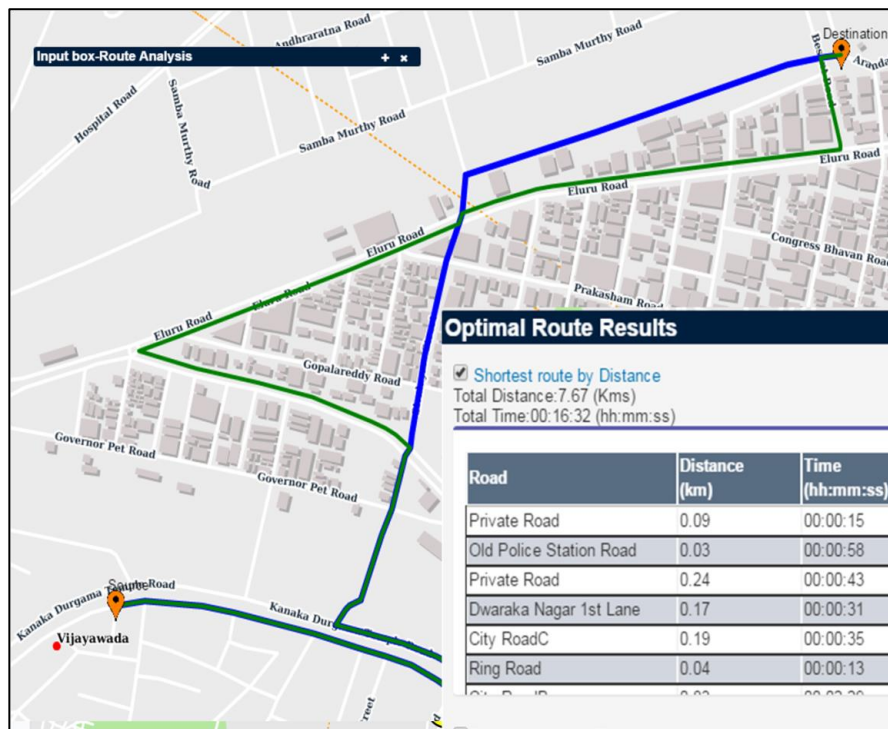 Destination
Andhraratna Road
Samba Murthy Road
Input box-Route Analysis
+ ×
Hospital Road
Samba Murthy Road
Samba Murthy Road
Road
Eluru Road
Eluru Road
Eluru Road
Congress Bhavan Road
Eluru Road
Prakasham Road
Eluru Road
Gopalareddy Road
Governor Pet Road
Governor Pet Road
Source
Kanaka Durgama Temple Road
Kanaka
Vijayawada
Optimal Route Results
Shortest route by Distance
Total Distance:7.67 (Kms)
Total Time:00:16:32 (hh:mm:ss)
Road Distance (km) Time (hh:mm:ss)
Private Road 0.09 00:00:15
Old Police Station Road 0.03 00:00:58
Private Road 0.24 00:00:43
Dwaraka Nagar 1st Lane 0.17 00:00:31
City RoadC 0.19 00:00:35
Ring Road 0.04 00:00:13